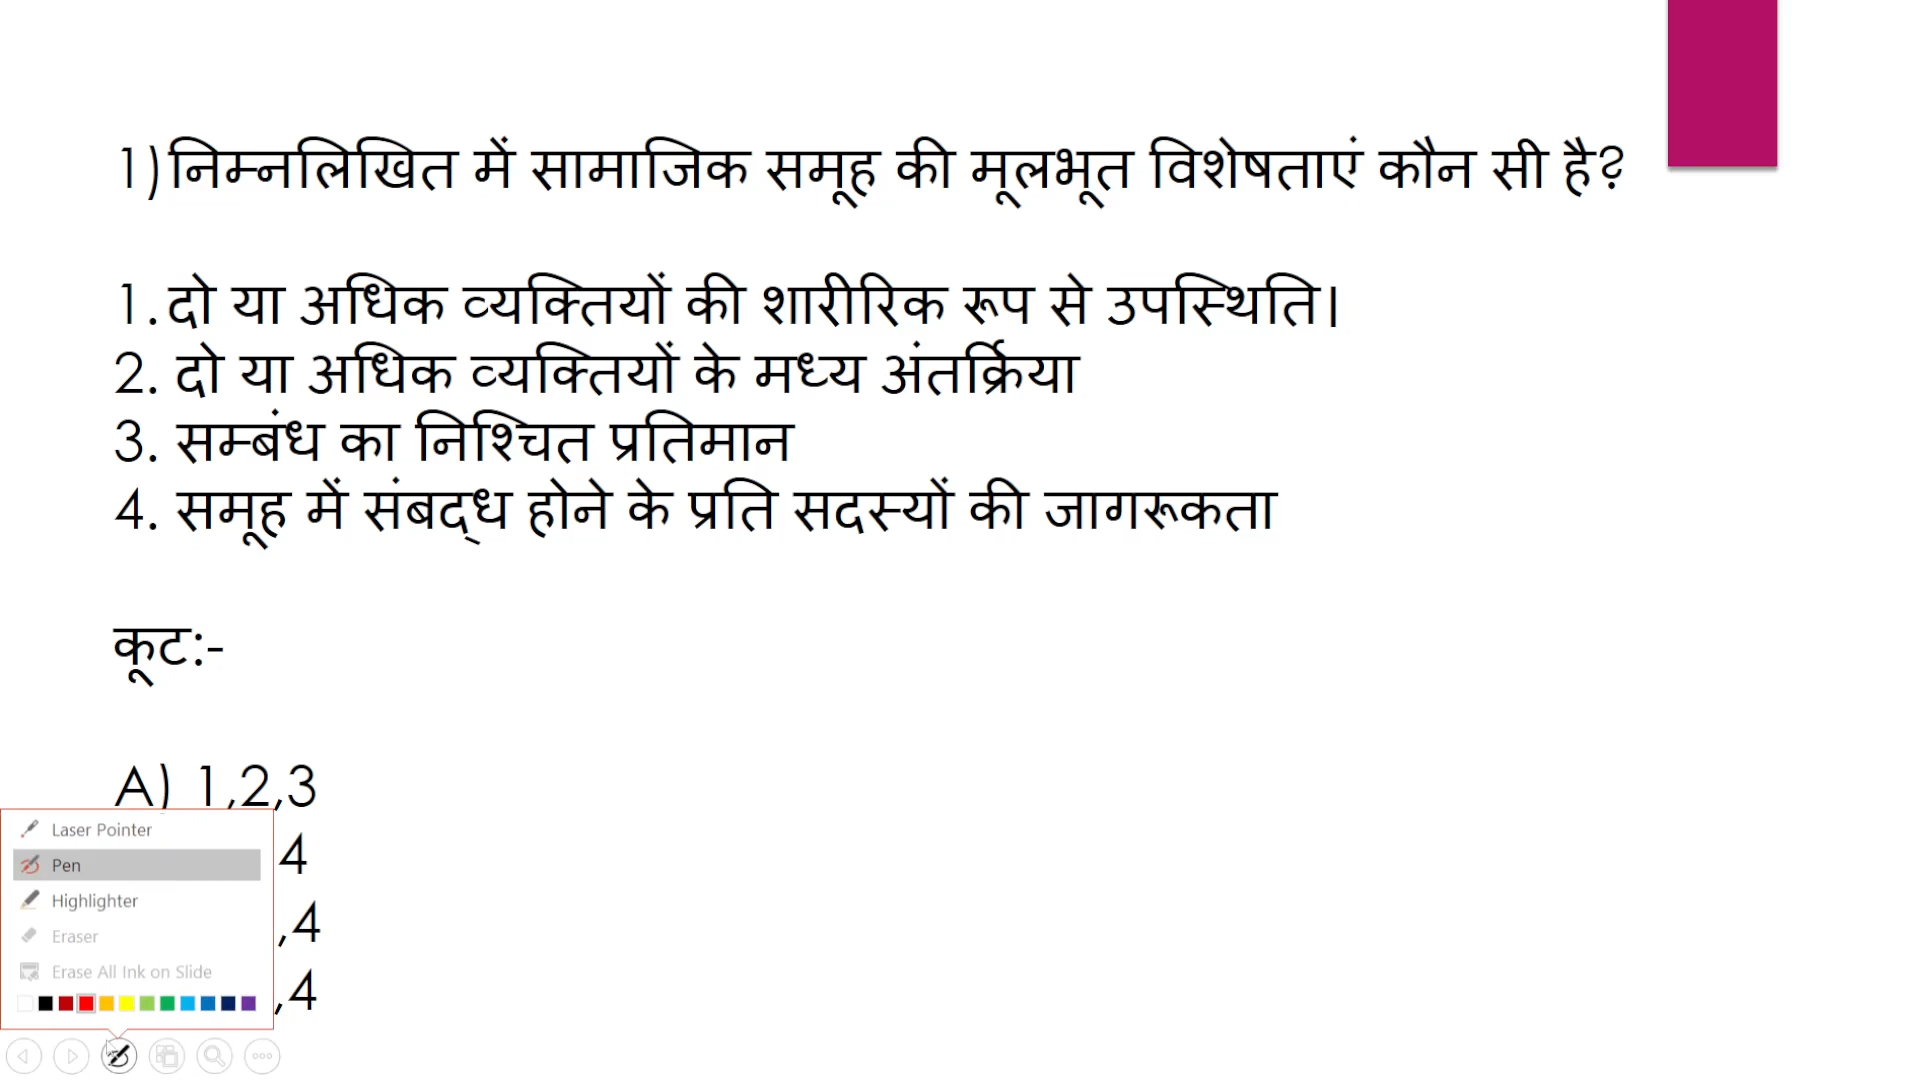 1) निम्नलिखित में सामाजिक समूह की मूलभूत विशेषताएं कौन सी है?
1. दो या अधिक व्यक्तियों की शारीरिक रूप से उपस्थिति।
2. दो या अधिक व्यक्तियों के मध्य अंतर्क्रिया
3. सम्बंध का निश्चित प्रतिमान
4. समूह में संबद्ध होने के प्रति सदस्यों की जागरूकता
कूट:-
A) 1,2,3
4
,4
,4
Laser Pointer
Pen
Highlighter
Eraser
Erase All Ink on Slide